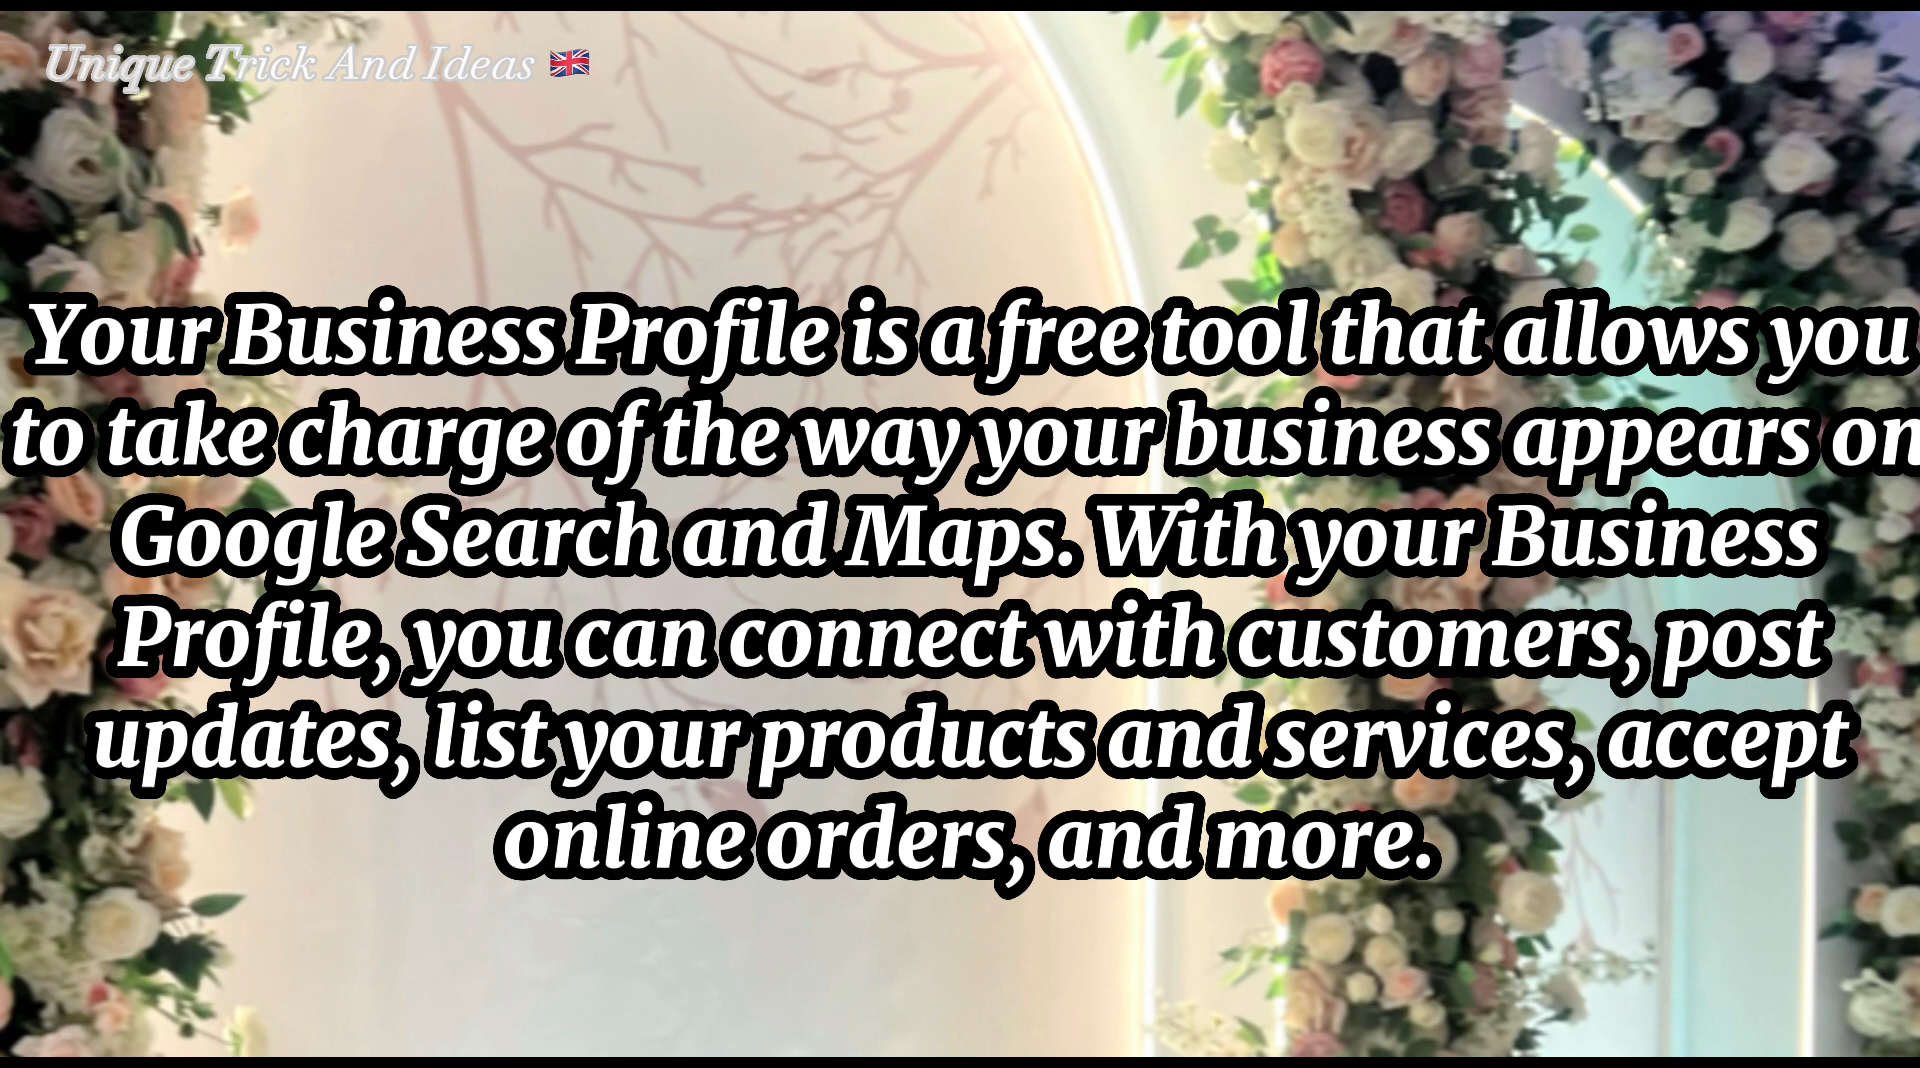 Unique Trick And Ideas 🇬🇧
Your Business Profile is a free tool that allows you
to take charge of the way your business appears on
Google Search and Maps. With your Business
Profile, you can connect with customers, post
updates, list your products and services, accept
online orders, and more.